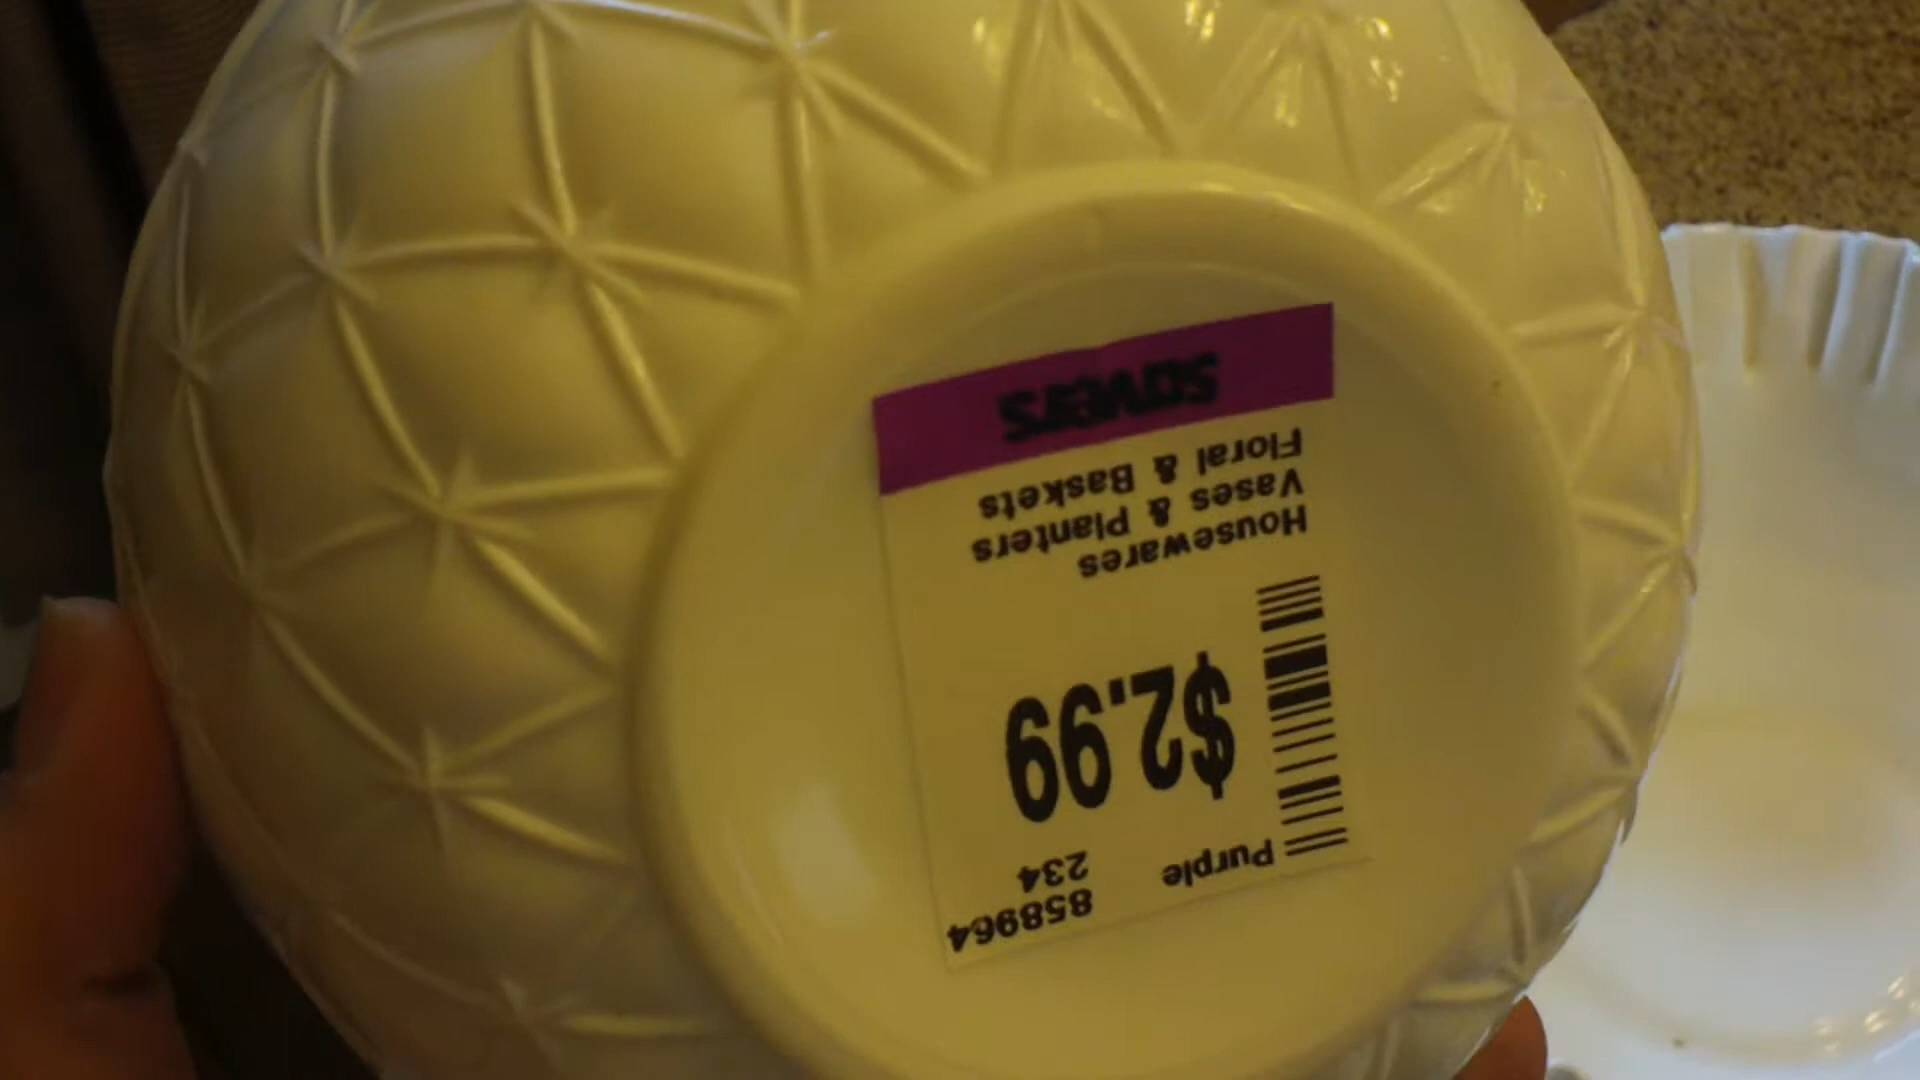 savers
Floral & Baskets
Vases & Planters
Housewares
$2.99
Purple 234
858964